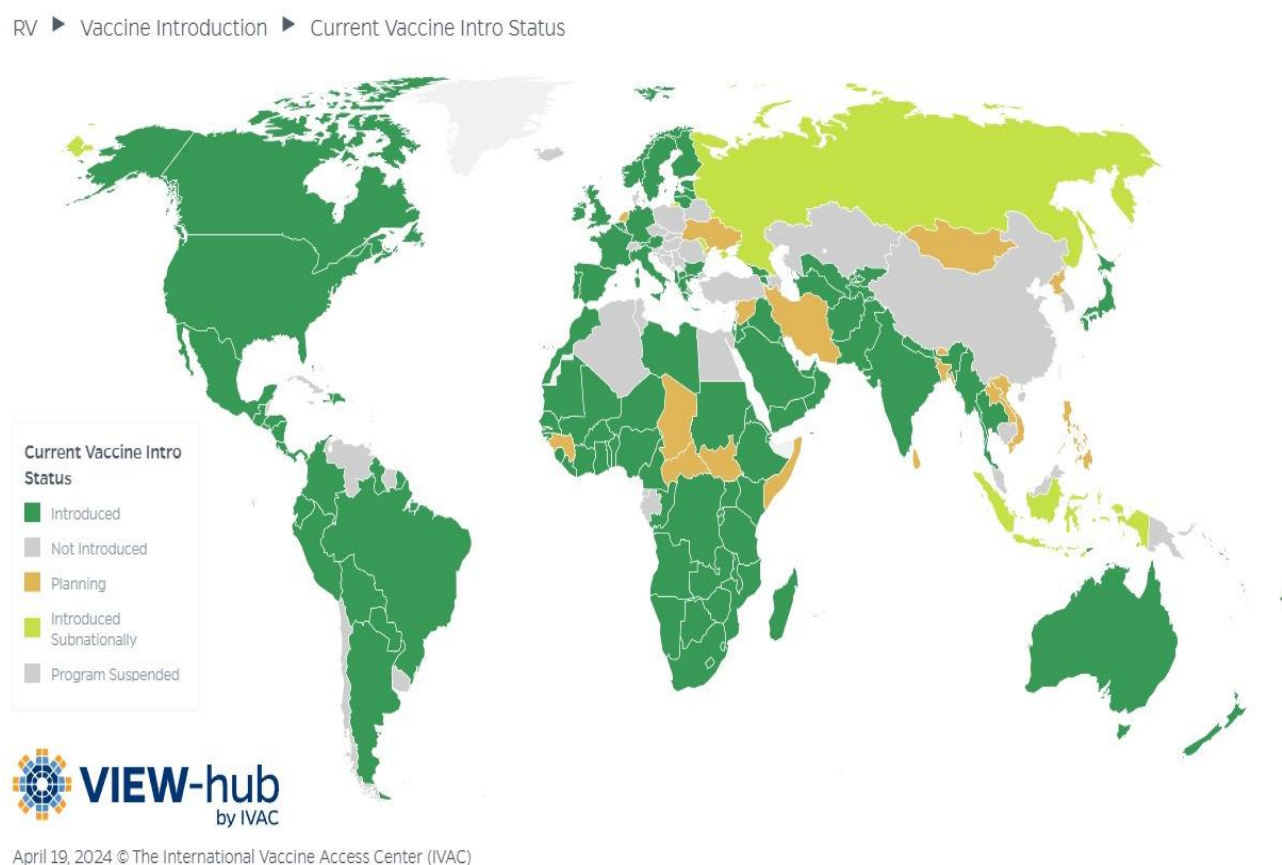 RV ▶ Vaccine Introduction ▶ Current Vaccine Intro Status
Current Vaccine Intro
Status
Introduced
Not Introduced
Planning
Introduced
Subnationally
Program Suspended
VIEW-hub
by IVAC
April 19, 2024 © The International Vaccine Access Center (IVAC)